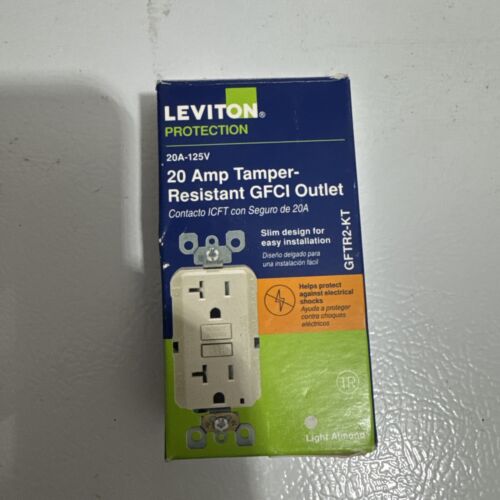 LEVITON®
PROTECTION
20A-125V
20 Amp Tamper-
Resistant GFCI Outlet
Contacto ICFT con Seguro de 20A
Slim design for
easy installation
Diseño delgado para
una instalación fácil
GFTR2-KT
Helps protect
against electrical
shocks
Ayuda a proteger
contra choques
eléctricos
TR
Light Almond